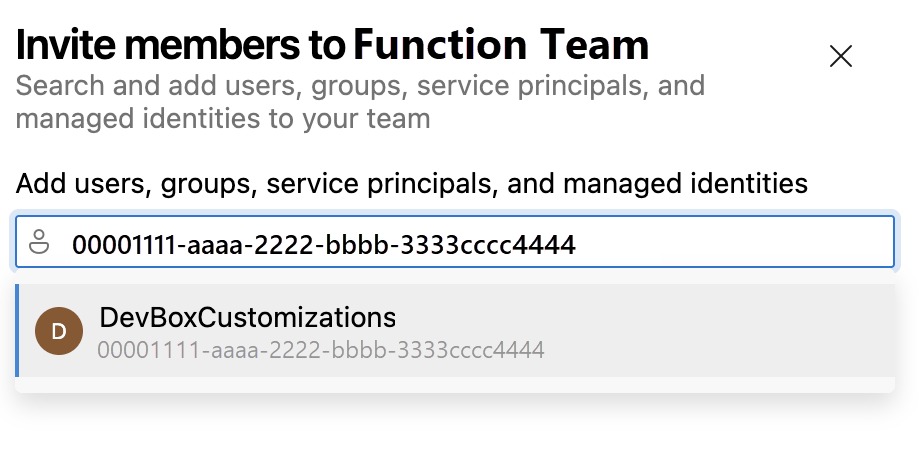 Invite members to Function Team
Search and add users, groups, service principals, and
managed identities to your team
Add users, groups, service principals, and managed identities
00001111-aaaa-2222-bbbb-3333cccc4444
D
DevBoxCustomizations
00001111-aaaa-2222-bbbb-3333cccc4444